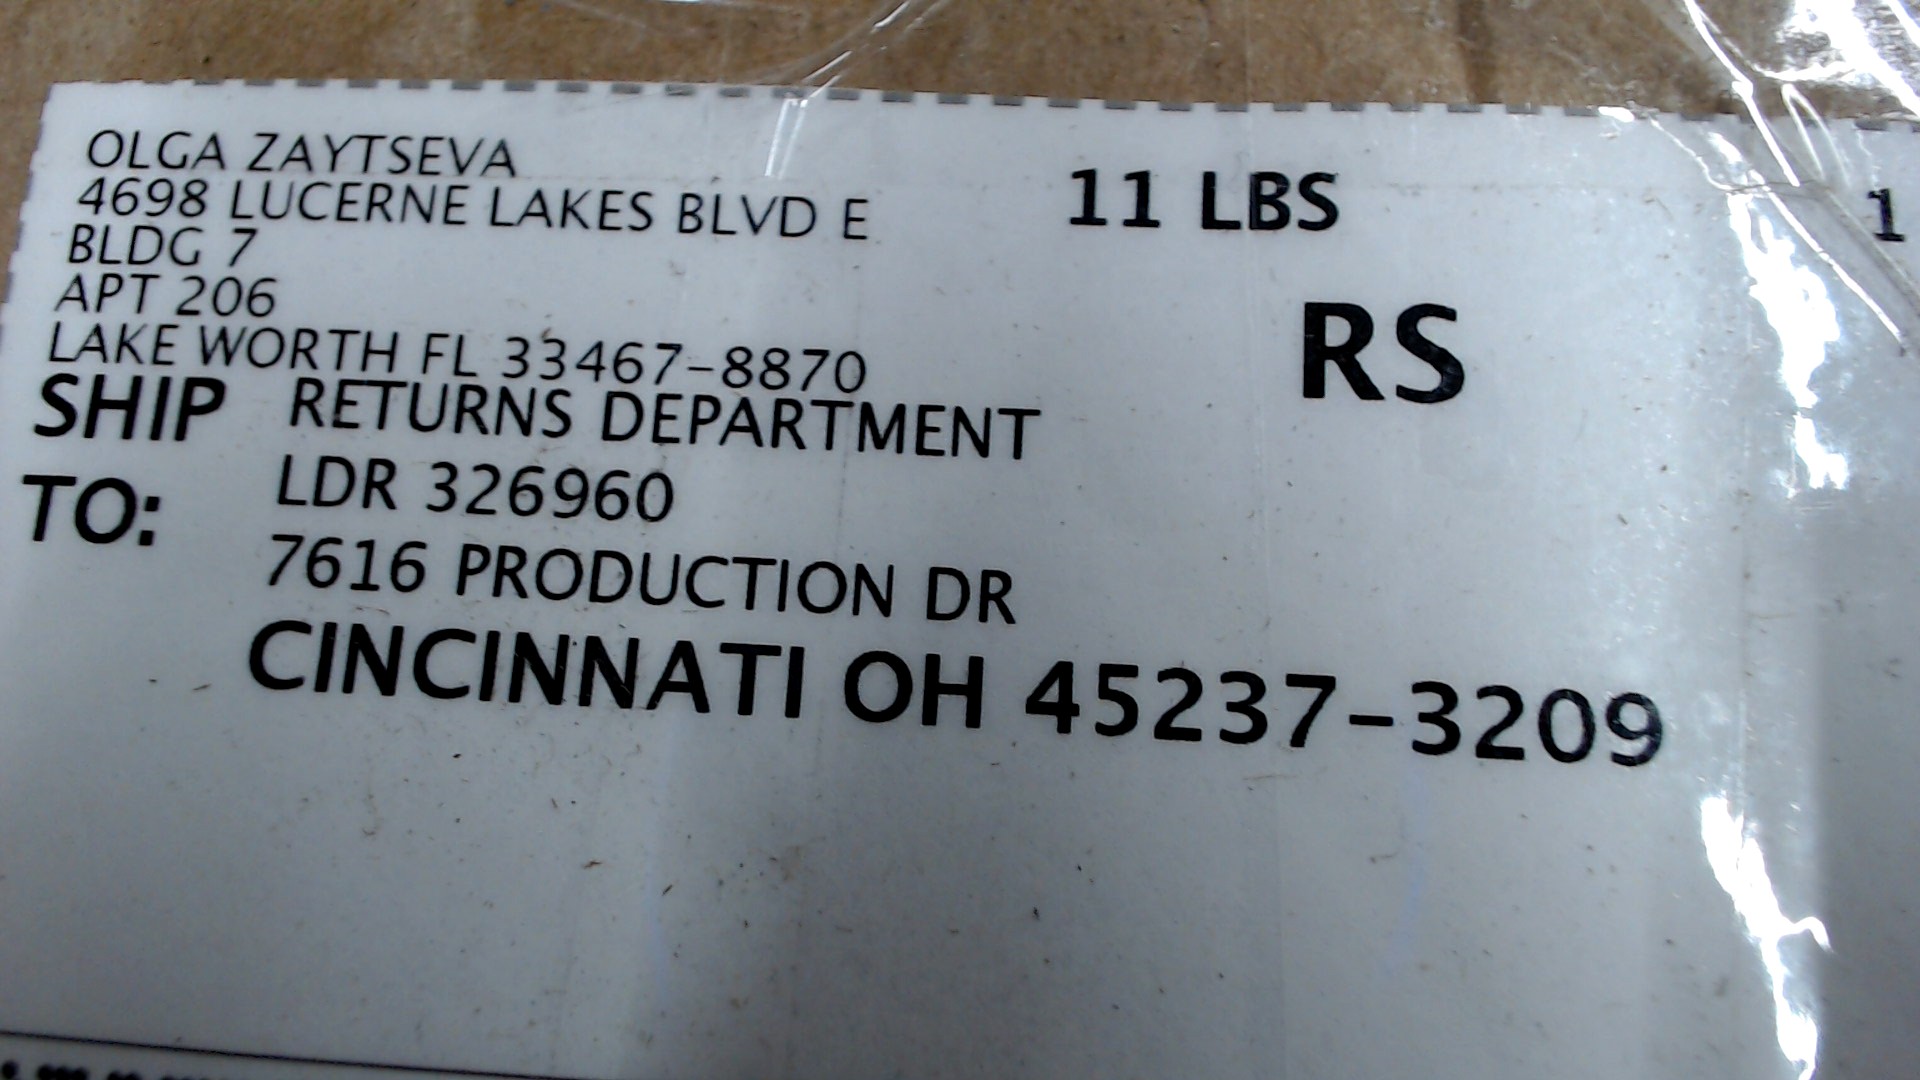 OLGA ZAYTSEVA
4698 LUCERNE LAKES BLVD E
BLDG 7
APT 206
LAKE WORTH FL 33467-8870
11 LBS
1
RS
SHIP TO:
RETURNS DEPARTMENT
LDR 326960
7616 PRODUCTION DR
CINCINNATI OH 45237-3209